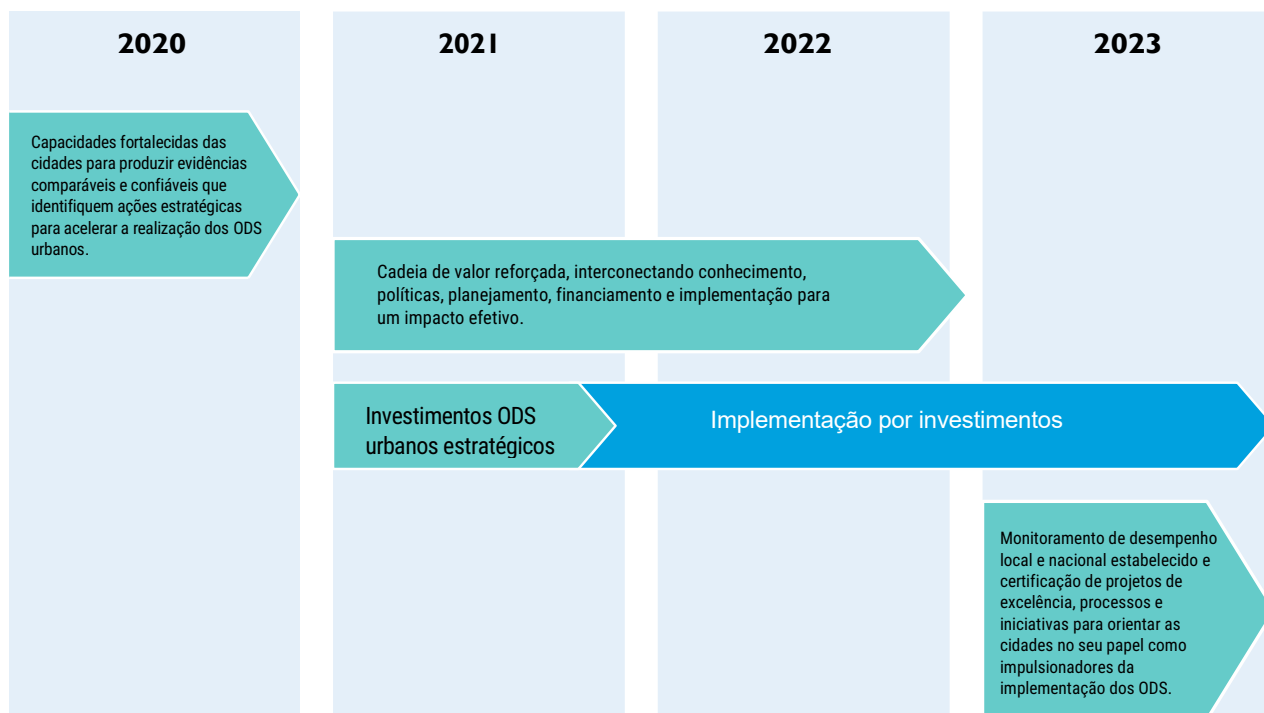 2020
2021
2022
2023
Capacidades fortalecidas das
cidades para produzir evidências
comparáveis e confiáveis que
identifiquem ações estratégicas
para acelerar a realização dos ODS
urbanos.
Cadeia de valor reforçada, interconectando conhecimento,
políticas, planejamento, financiamento e implementação para
um impacto efetivo.
Investimentos ODS
urbanos estratégicos
Implementação por investimentos
Monitoramento de desempenho
local e nacional estabelecido e
certificação de projetos de
excelência, processos e
iniciativas para orientar as
cidades no seu papel como
impulsionadores da
implementação dos ODS.